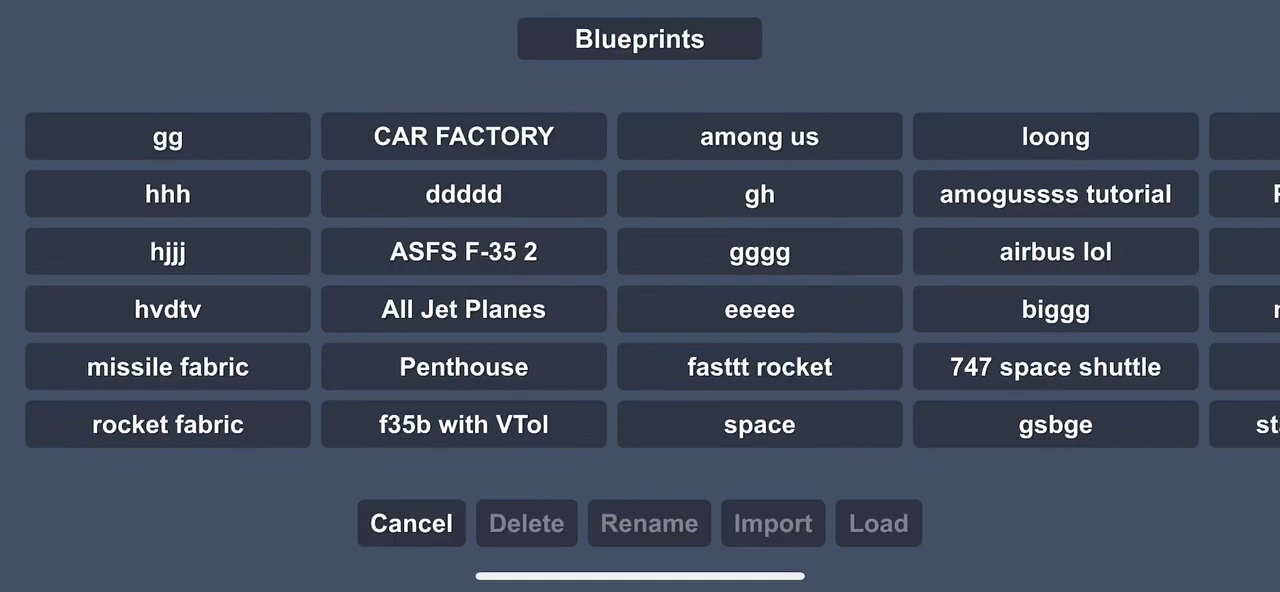 Blueprints
gg CAR FACTORY among us loong
hhh ddddd gh amogussss tutorial
hjjj ASFS F-35 2 gggg airbus lol
hvdtv All Jet Planes eeeee biggg
missile fabric Penthouse fasttt rocket 747 space shuttle
rocket fabric f35b with VTol space gsbge
Cancel Delete Rename Import Load